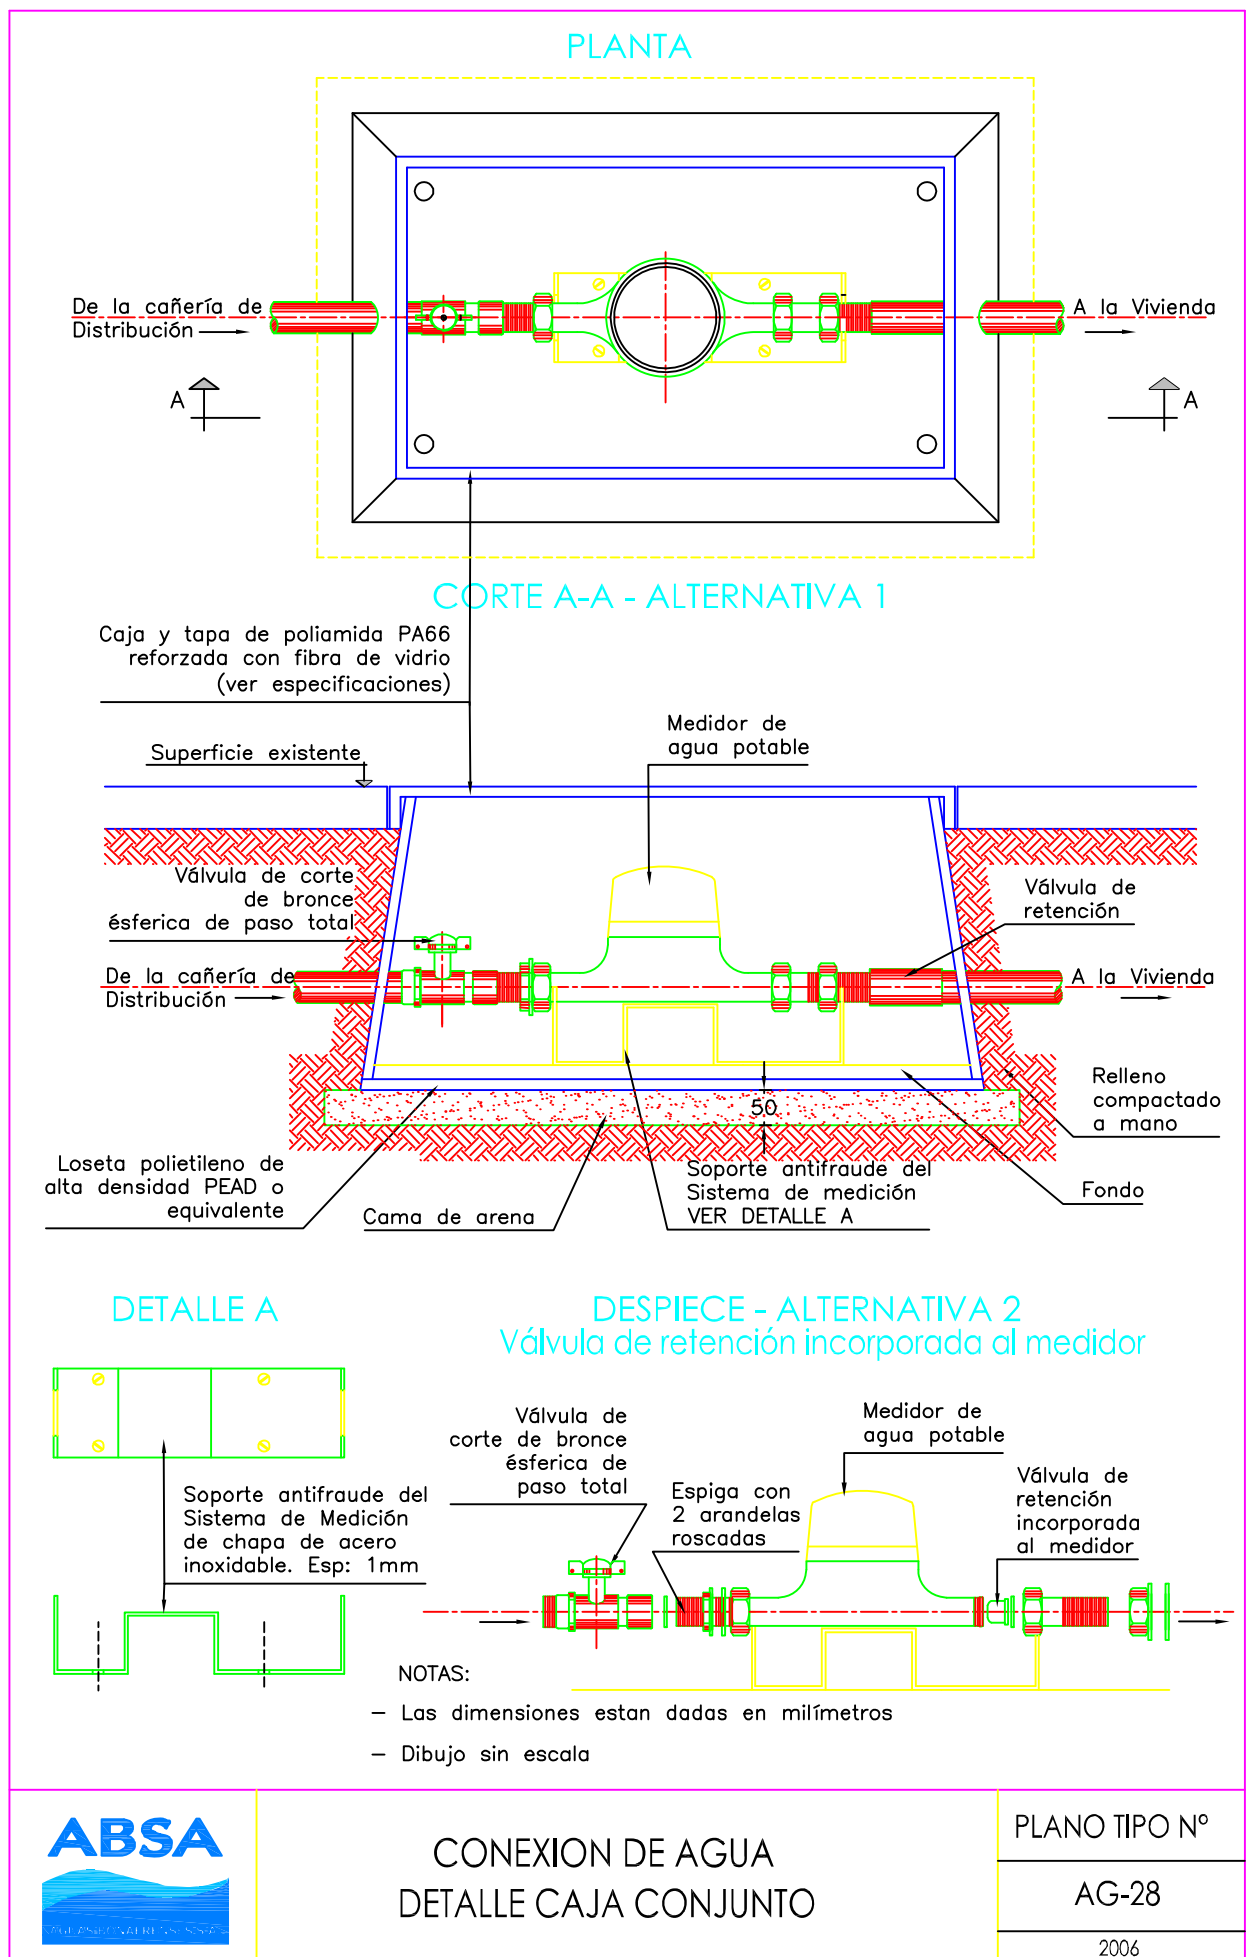 PLANTA
De la cañería de
Distribución
A la Vivienda
A
A
CORTE A-A - ALTERNATIVA 1
Caja y tapa de poliamida PA66
reforzada con fibra de vidrio
(ver especificaciones)
Medidor de
agua potable
Superficie existente
Válvula de corte
de bronce
ésferica de paso total
Válvula de
retención
De la cañería de
Distribución
A la Vivienda
Relleno
compactado
a mano
50
Loseta polietileno de
alta densidad PEAD o
equivalente
Cama de arena
Soporte antifraude del
Sistema de medición
VER DETALLE A
Fondo
DETALLE A
DESPIECE - ALTERNATIVA 2
Válvula de retención incorporada al medidor
Válvula de
corte de bronce
ésferica de
paso total
Medidor de
agua potable
Espiga con
2 arandelas
roscadas
Válvula de
retención
incorporada
al medidor
Soporte antifraude del
Sistema de Medición
de chapa de acero
inoxidable. Esp: 1mm
NOTAS:
– Las dimensiones estan dadas en milímetros
– Dibujo sin escala
ABSA
AGUAS BONAERENSES S.A.
CONEXION DE AGUA
DETALLE CAJA CONJUNTO
PLANO TIPO Nº
AG-28
2006